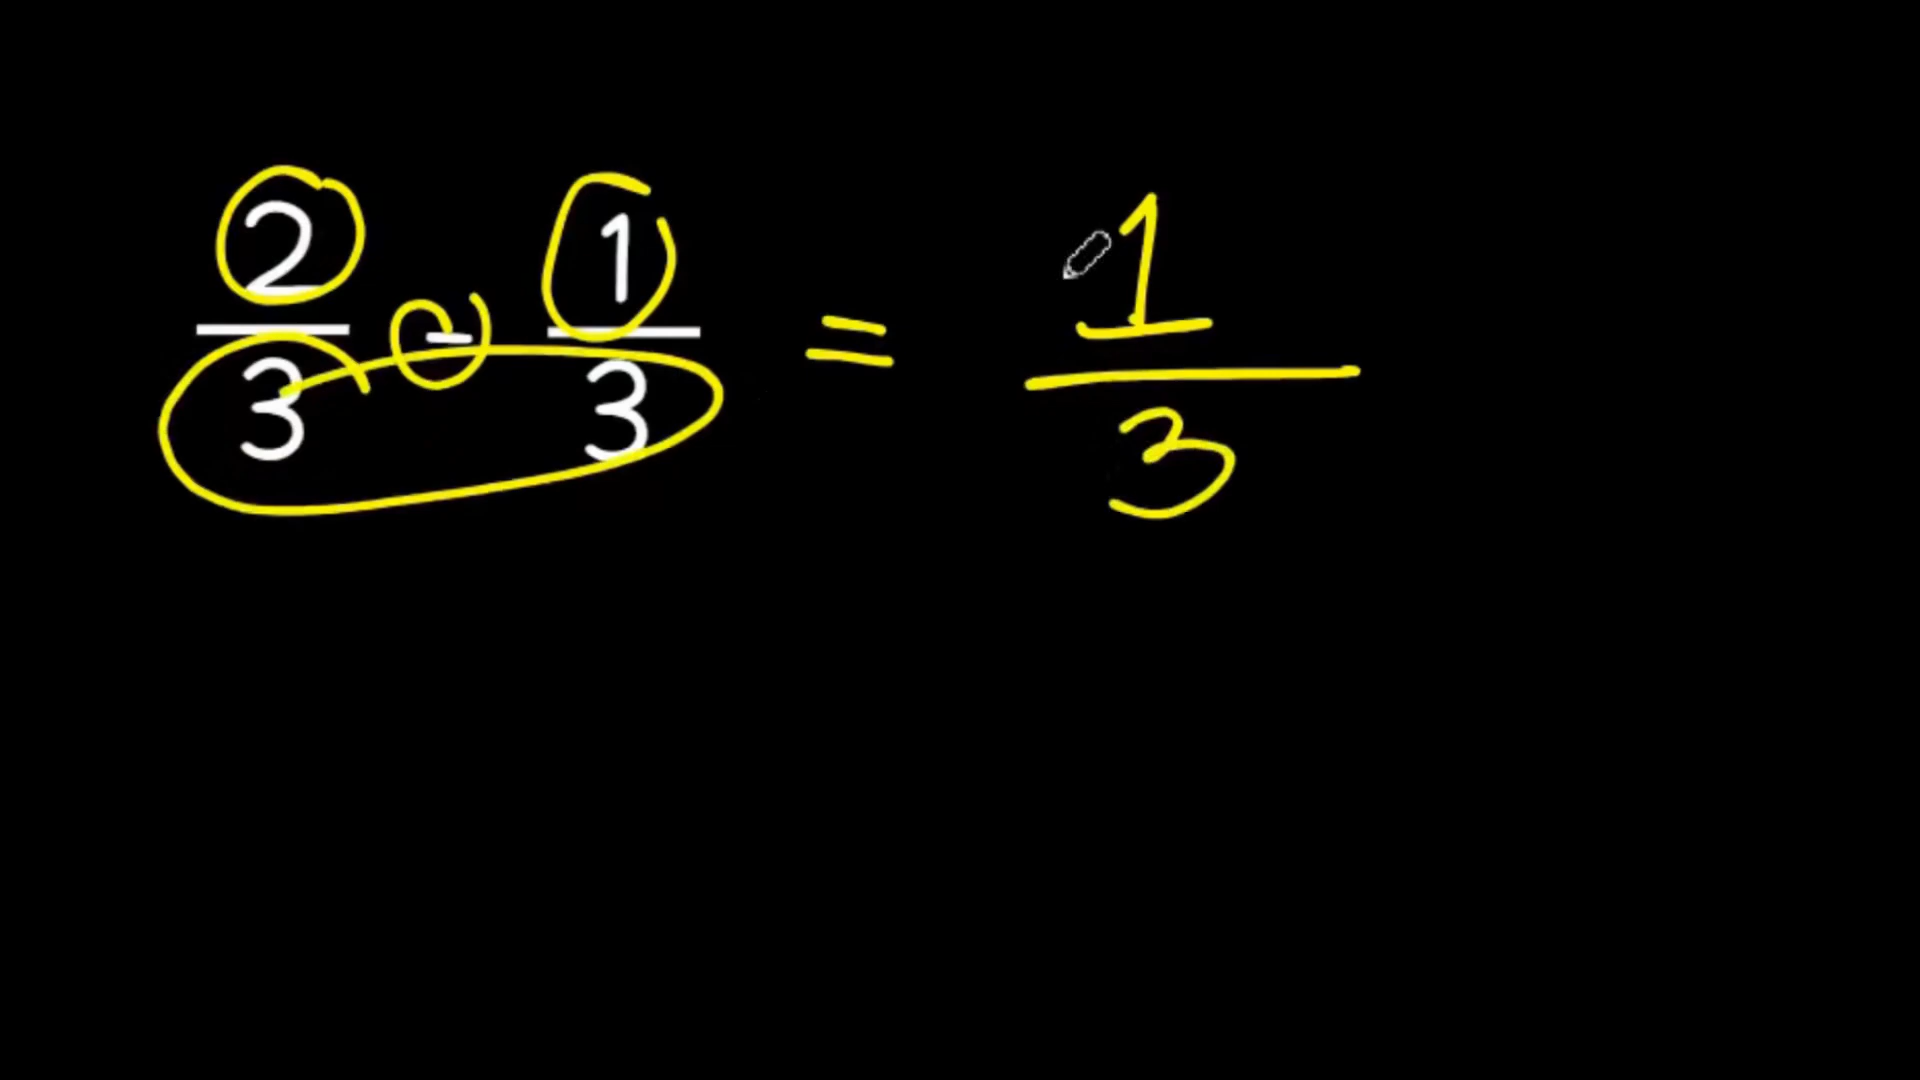 2/3 - 1/3 = 1/3